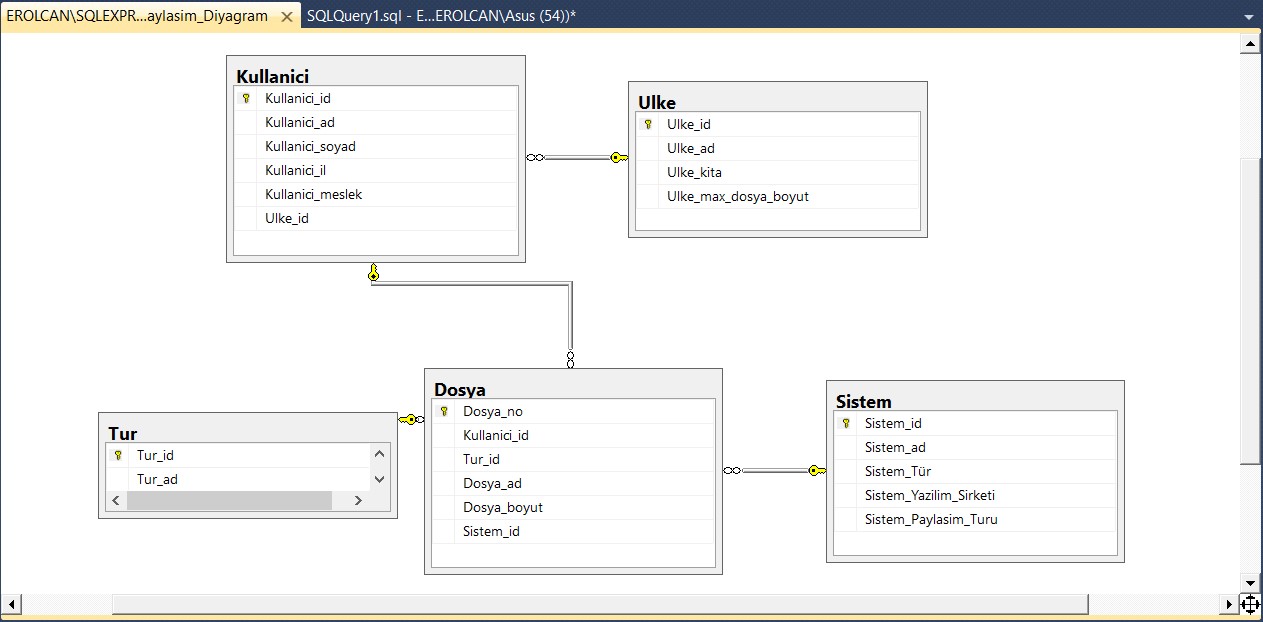 EROLCAN\SQLEXPR...aylasim_Diyagram
SQLQuery1.sql - E...EROLCAN\Asus (54))*
Kullanici
Kullanici_id
Kullanici_ad
Kullanici_soyad
Kullanici_il
Kullanici_meslek
Ulke_id
Ulke
Ulke_id
Ulke_ad
Ulke_kita
Ulke_max_dosya_boyut
Tur
Tur_id
Tur_ad
Dosya
Dosya_no
Kullanici_id
Tur_id
Dosya_ad
Dosya_boyut
Sistem_id
Sistem
Sistem_id
Sistem_ad
Sistem_Tür
Sistem_Yazilim_Sirketi
Sistem_Paylasim_Turu